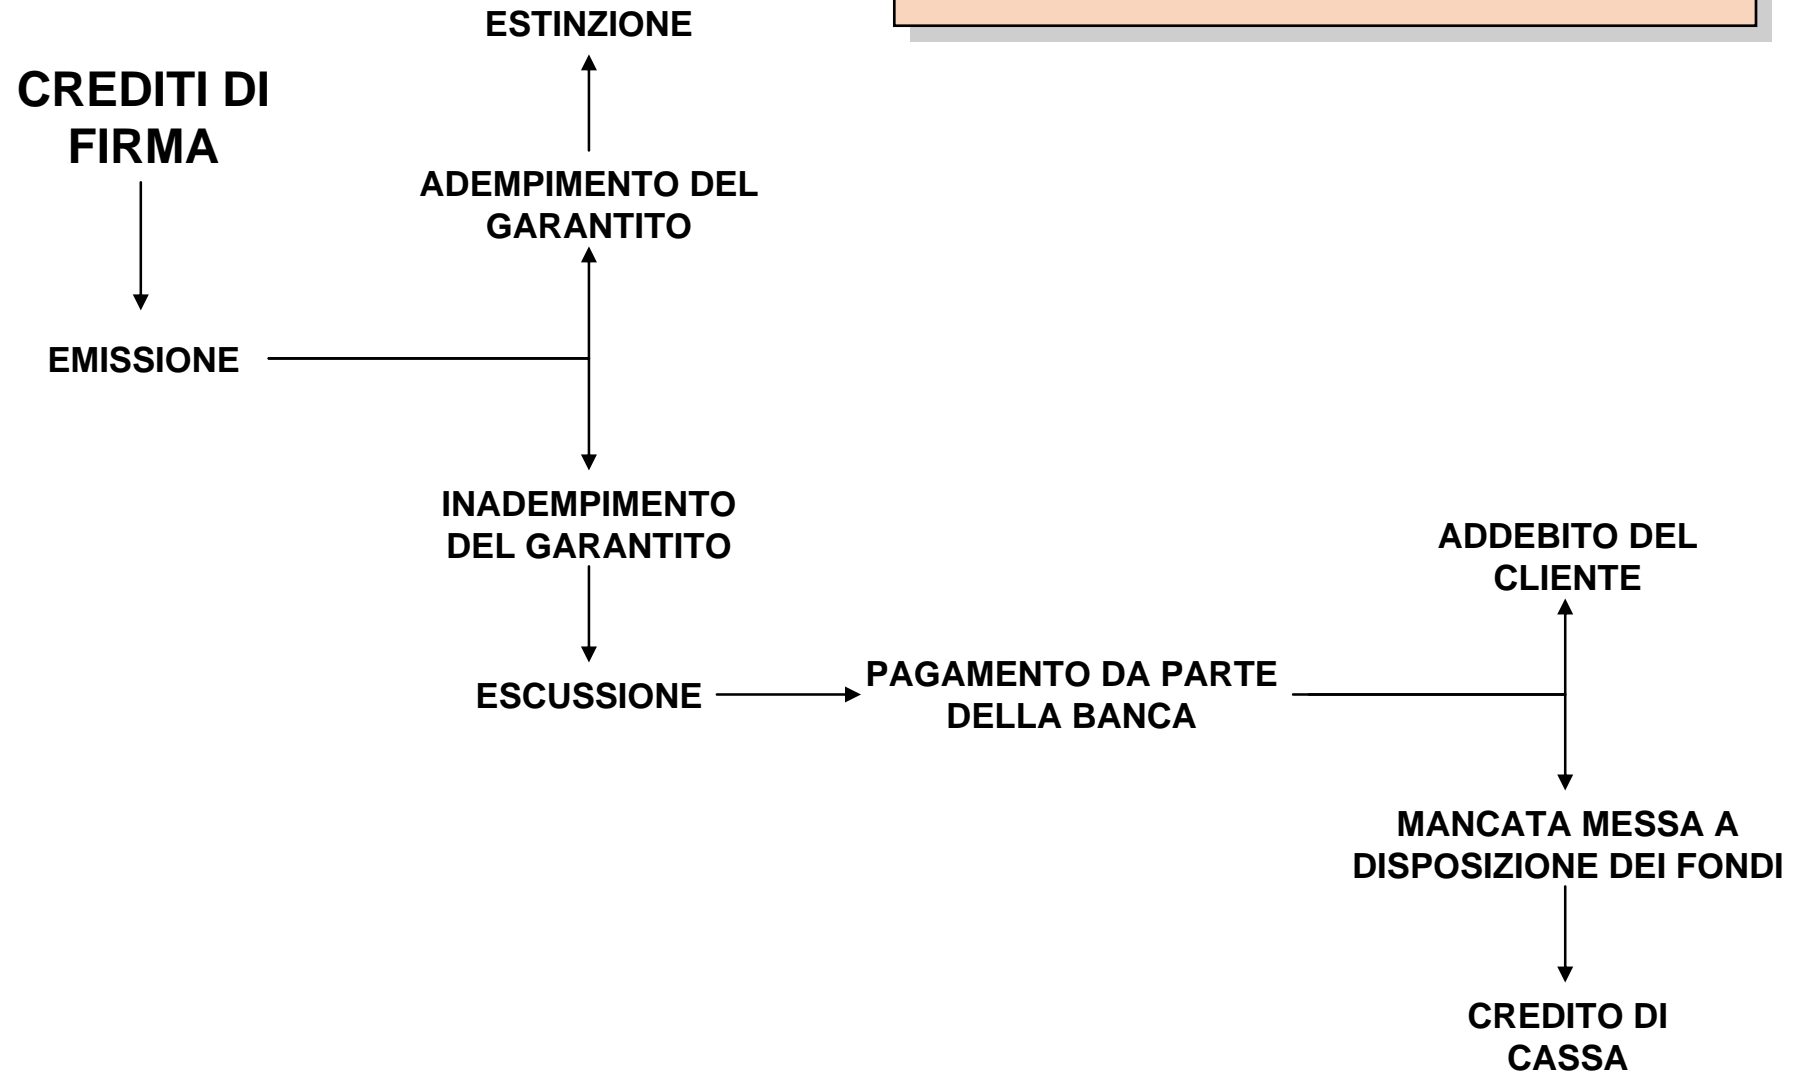 ESTINZIONE
CREDITI DI
FIRMA
ADEMPIMENTO DEL
GARANTITO
EMISSIONE
INADEMPIMENTO
DEL GARANTITO
ADDEBITO DEL
CLIENTE
ESCUSSIONE
PAGAMENTO DA PARTE
DELLA BANCA
MANCATA MESSA A
DISPOSIZIONE DEI FONDI
CREDITO DI
CASSA